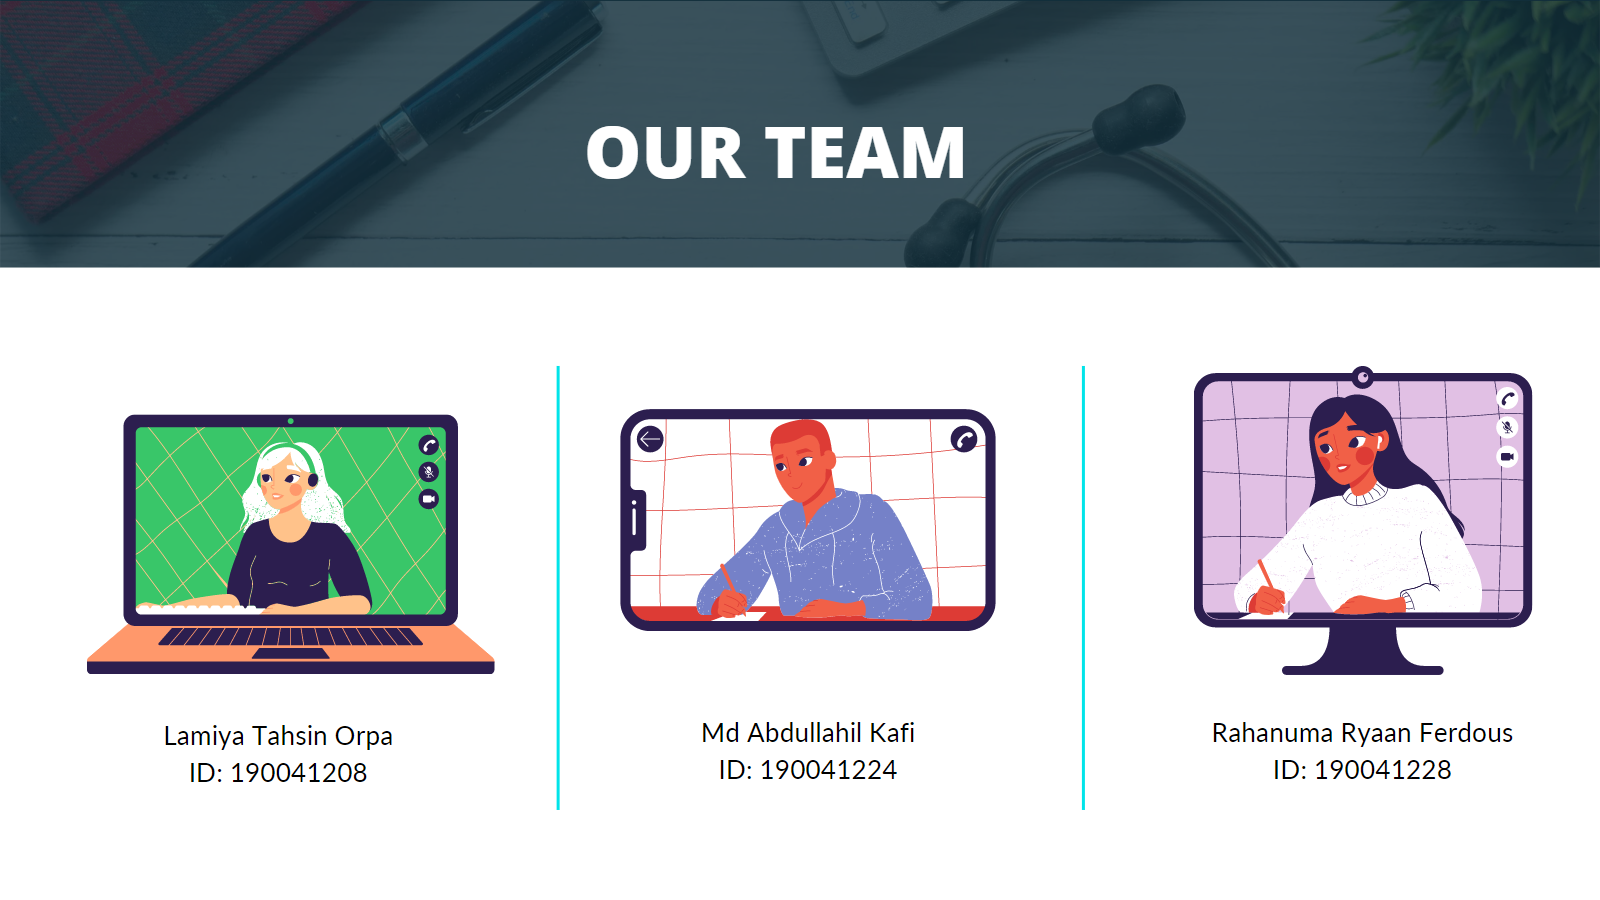 OUR TEAM
Lamiya Tahsin Orpa
ID: 190041208
Md Abdullahil Kafi
ID: 190041224
Rahanuma Ryaan Ferdous
ID: 190041228